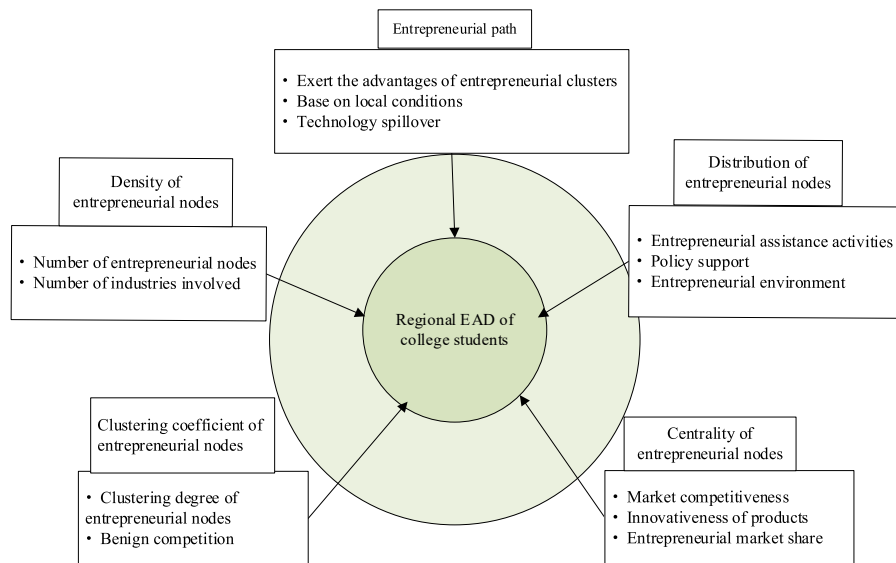 Entrepreneurial path
• Exert the advantages of entrepreneurial clusters
• Base on local conditions
• Technology spillover
Density of
entrepreneurial nodes
• Number of entrepreneurial nodes
• Number of industries involved
Distribution of
entrepreneurial nodes
• Entrepreneurial assistance activities
• Policy support
• Entrepreneurial environment
Regional EAD of
college students
Clustering coefficient of
entrepreneurial nodes
• Clustering degree of
entrepreneurial nodes
• Benign competition
Centrality of
entrepreneurial nodes
• Market competitiveness
• Innovativeness of products
• Entrepreneurial market share